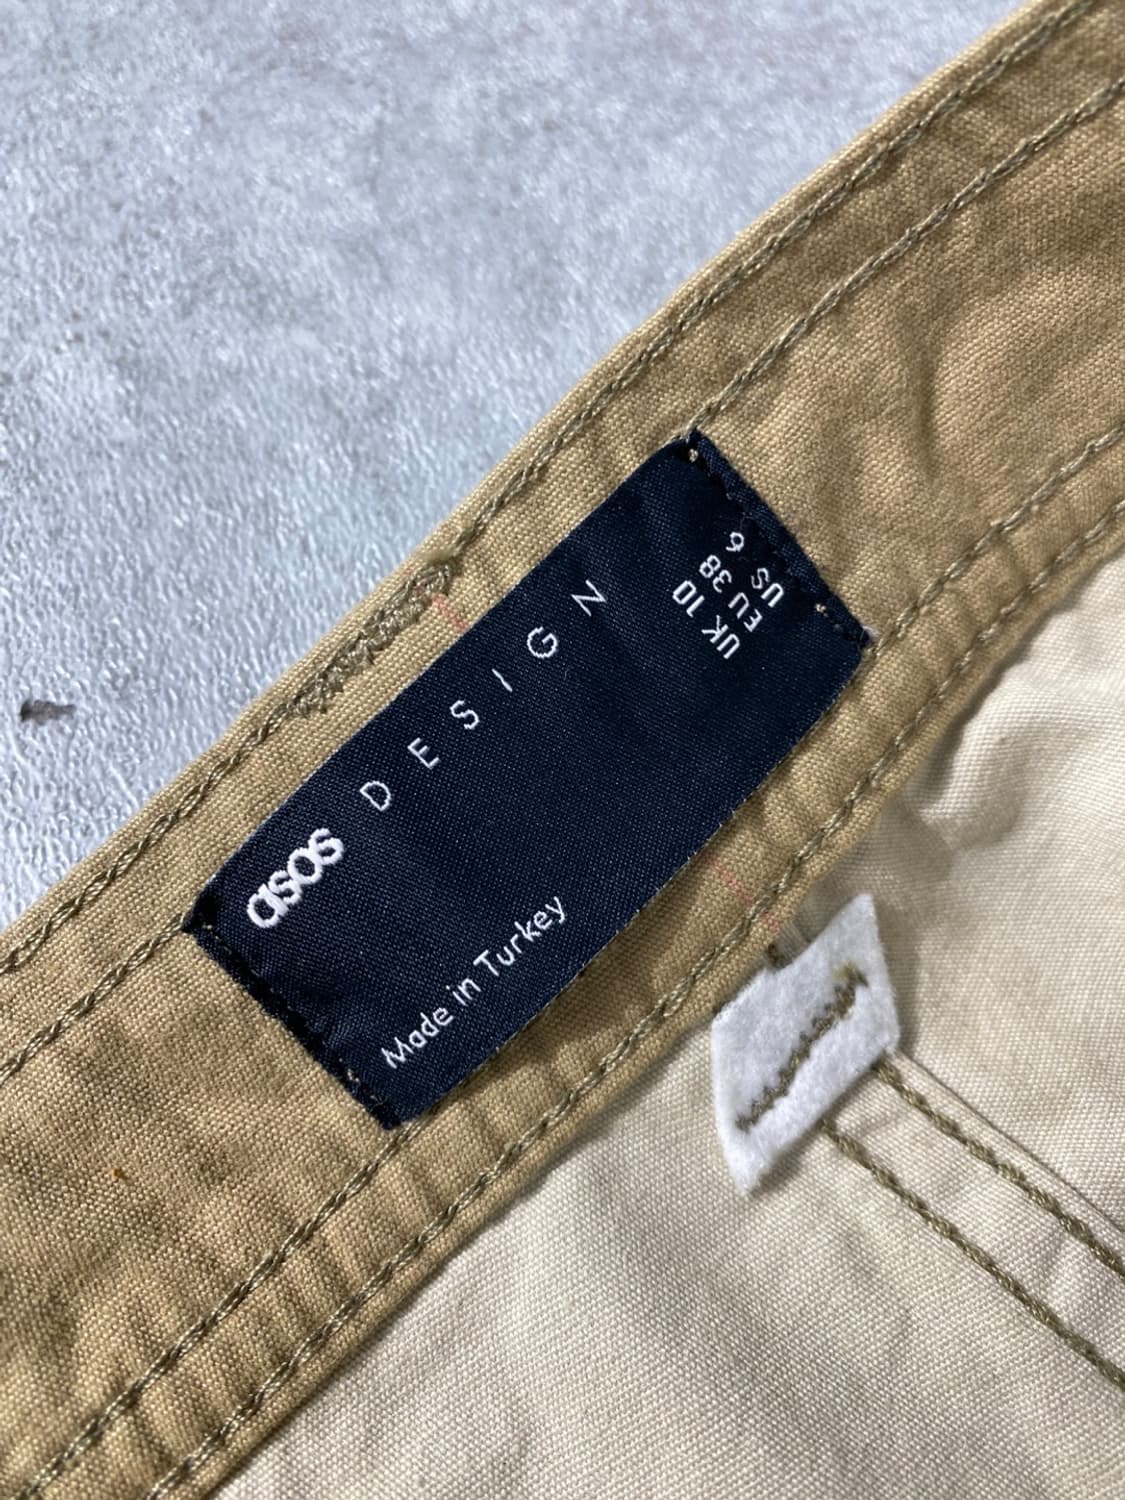 asos DESIGN
Made in Turkey
UK 10
EU 38
US 6